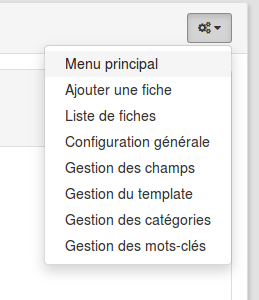 Menu principal
Ajouter une fiche
Liste de fiches
Configuration générale
Gestion des champs
Gestion du template
Gestion des catégories
Gestion des mots-clés